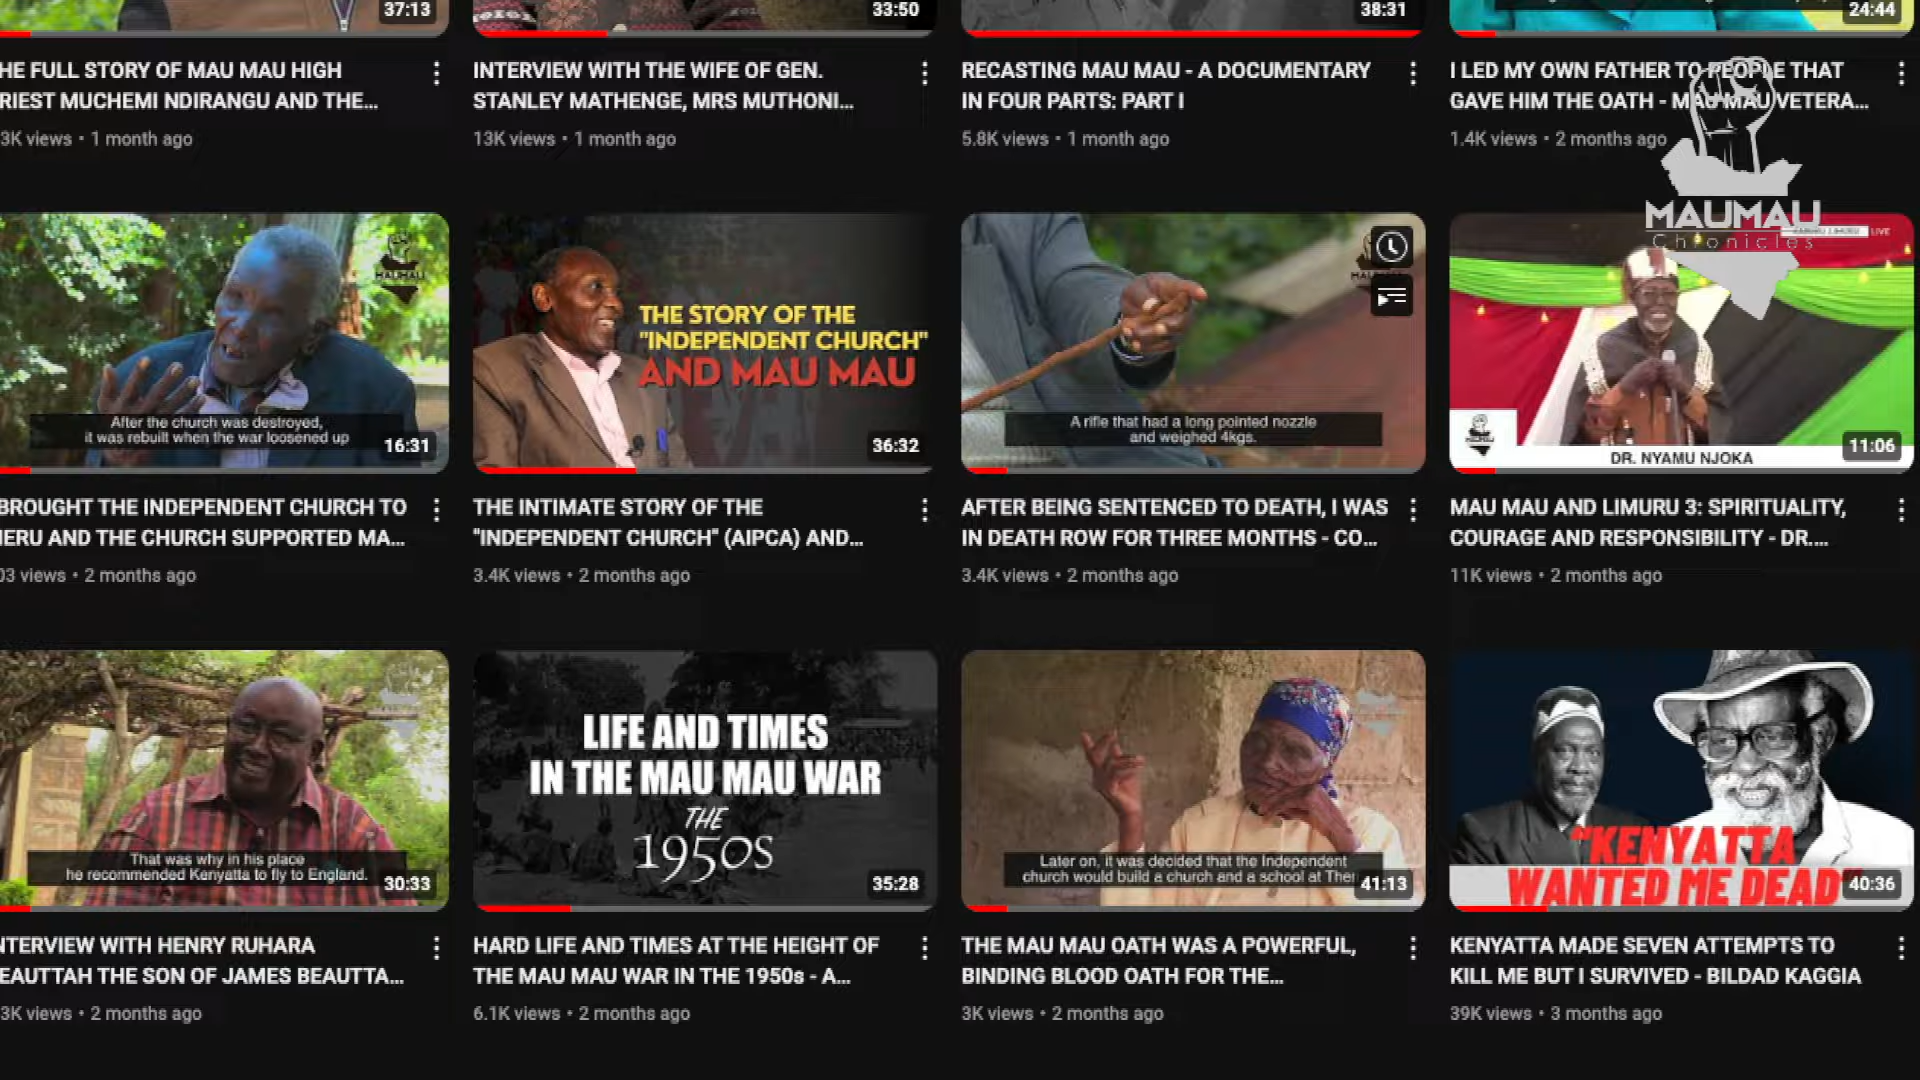 37:13
33:50
38:31
24:44
HE FULL STORY OF MAU MAU HIGH
RIEST MUCHEMI NDIRANGU AND THE...
3K views • 1 month ago
INTERVIEW WITH THE WIFE OF GEN.
STANLEY MATHENGE, MRS MUTHONI...
13K views • 1 month ago
RECASTING MAU MAU - A DOCUMENTARY
IN FOUR PARTS: PART I
5.8K views • 1 month ago
I LED MY OWN FATHER TO PEOPLE THAT
GAVE HIM THE OATH - MAU MAU VETERA...
1.4K views • 2 months ago
MAUMAU
Chronicles
LIVE
MAUMAU
After the church was destroyed,
it was rebuilt when the war loosened up
16:31
THE STORY OF THE
"INDEPENDENT CHURCH"
AND MAU MAU
36:32
A rifle that had a long pointed nozzle
and weighed 4kgs.
DR. NYAMU NJOKA
11:06
BROUGHT THE INDEPENDENT CHURCH TO
ERU AND THE CHURCH SUPPORTED MA...
03 views • 2 months ago
THE INTIMATE STORY OF THE
"INDEPENDENT CHURCH" (AIPCA) AND...
3.4K views • 2 months ago
AFTER BEING SENTENCED TO DEATH, I WAS
IN DEATH ROW FOR THREE MONTHS - CO...
3.4K views • 2 months ago
MAU MAU AND LIMURU 3: SPIRITUALITY,
COURAGE AND RESPONSIBILITY - DR....
11K views • 2 months ago
That was why in his place
he recommended Kenyatta to fly to England.
30:33
LIFE AND TIMES
IN THE MAU MAU WAR
THE
1950s
35:28
Later on, it was decided that the Independent
church would build a church and a school at Ther
41:13
"KENYATTA
WANTED ME DEAD
40:36
NTERVIEW WITH HENRY RUHARA
EAUTTAH THE SON OF JAMES BEAUTTA...
3K views • 2 months ago
HARD LIFE AND TIMES AT THE HEIGHT OF
THE MAU MAU WAR IN THE 1950s - A...
6.1K views • 2 months ago
THE MAU MAU OATH WAS A POWERFUL,
BINDING BLOOD OATH FOR THE...
3K views • 2 months ago
KENYATTA MADE SEVEN ATTEMPTS TO
KILL ME BUT I SURVIVED - BILDAD KAGGIA
39K views • 3 months ago